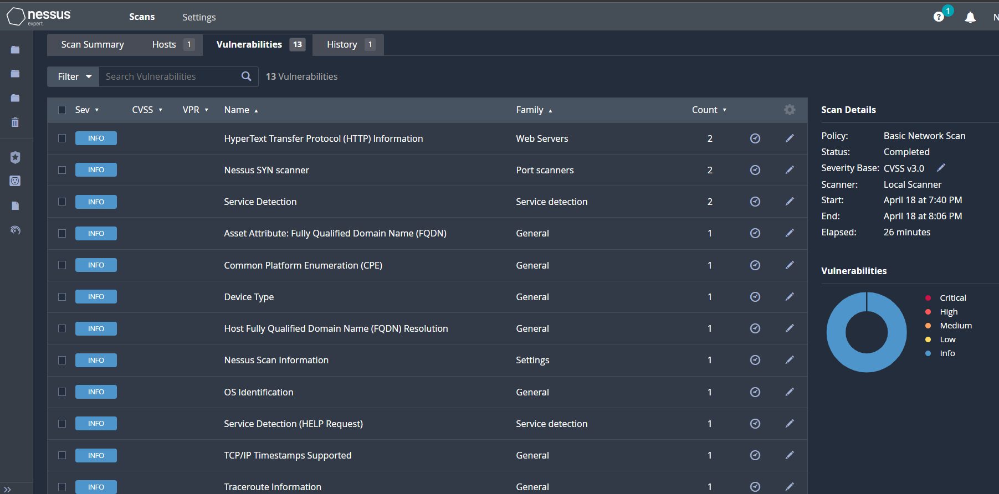 nessus
expert
Scans
Settings
?
1
N
Scan Summary
Hosts 1
Vulnerabilities 13
History 1
Filter
Search Vulnerabilities
13 Vulnerabilities
Sev CVSS VPR Name Family Count
INFO HyperText Transfer Protocol (HTTP) Information Web Servers 2
INFO Nessus SYN scanner Port scanners 2
INFO Service Detection Service detection 2
INFO Asset Attribute: Fully Qualified Domain Name (FQDN) General 1
INFO Common Platform Enumeration (CPE) General 1
INFO Device Type General 1
INFO Host Fully Qualified Domain Name (FQDN) Resolution General 1
INFO Nessus Scan Information Settings 1
INFO OS Identification General 1
INFO Service Detection (HELP Request) Service detection 1
INFO TCP/IP Timestamps Supported General 1
INFO Traceroute Information General 1
Scan Details
Policy: Basic Network Scan
Status: Completed
Severity Base: CVSS v3.0
Scanner: Local Scanner
Start: April 18 at 7:40 PM
End: April 18 at 8:06 PM
Elapsed: 26 minutes
Vulnerabilities
Critical
High
Medium
Low
Info